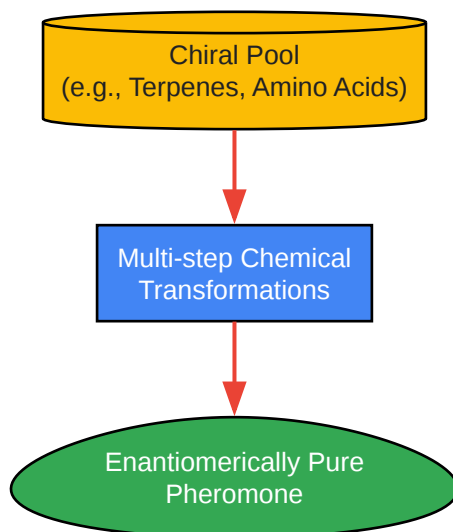 Chiral Pool
(e.g., Terpenes, Amino Acids)
Multi-step Chemical
Transformations
Enantiomerically Pure
Pheromone